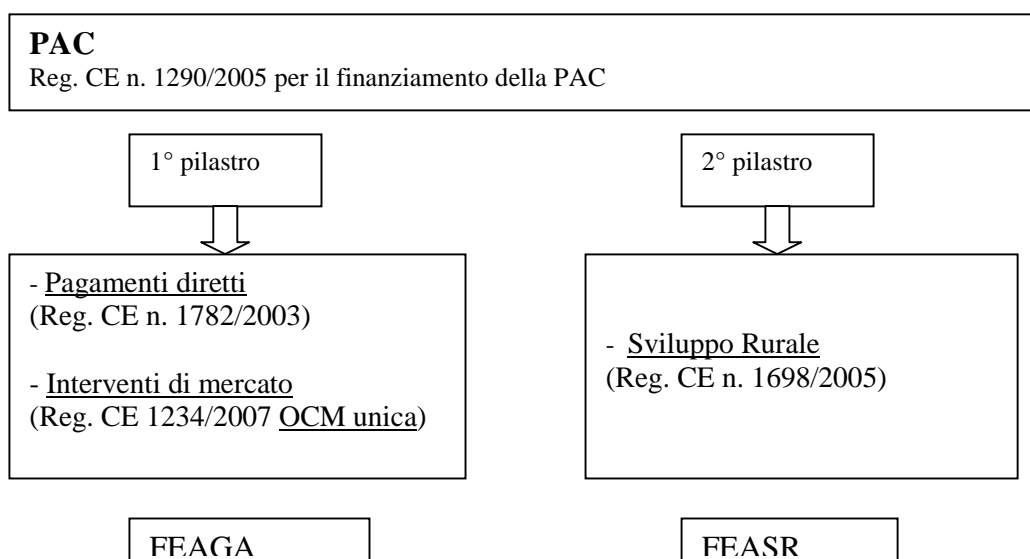 PAC
Reg. CE n. 1290/2005 per il finanziamento della PAC
1° pilastro
2° pilastro
- Pagamenti diretti
(Reg. CE n. 1782/2003)
- Interventi di mercato
(Reg. CE 1234/2007 OCM unica)
- Sviluppo Rurale
(Reg. CE n. 1698/2005)
FEAGA
FEASR